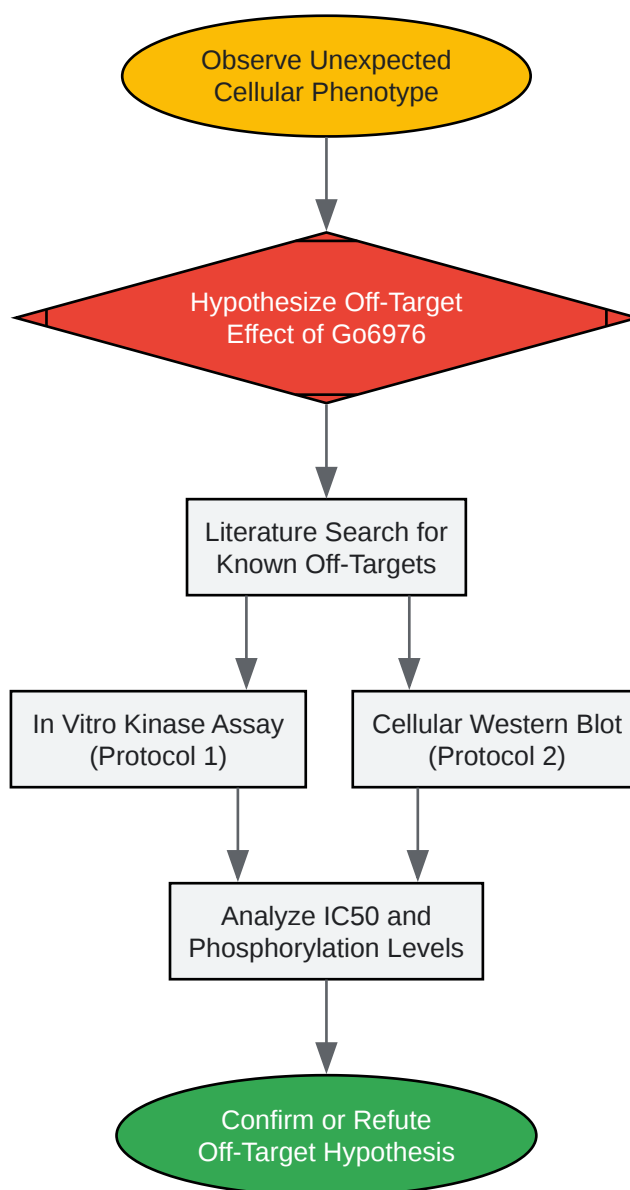 Observe Unexpected
Cellular Phenotype
Hypothesize Off-Target
Effect of Go6976
Literature Search for
Known Off-Targets
In Vitro Kinase Assay
(Protocol 1)
Cellular Western Blot
(Protocol 2)
Analyze IC50 and
Phosphorylation Levels
Confirm or Refute
Off-Target Hypothesis